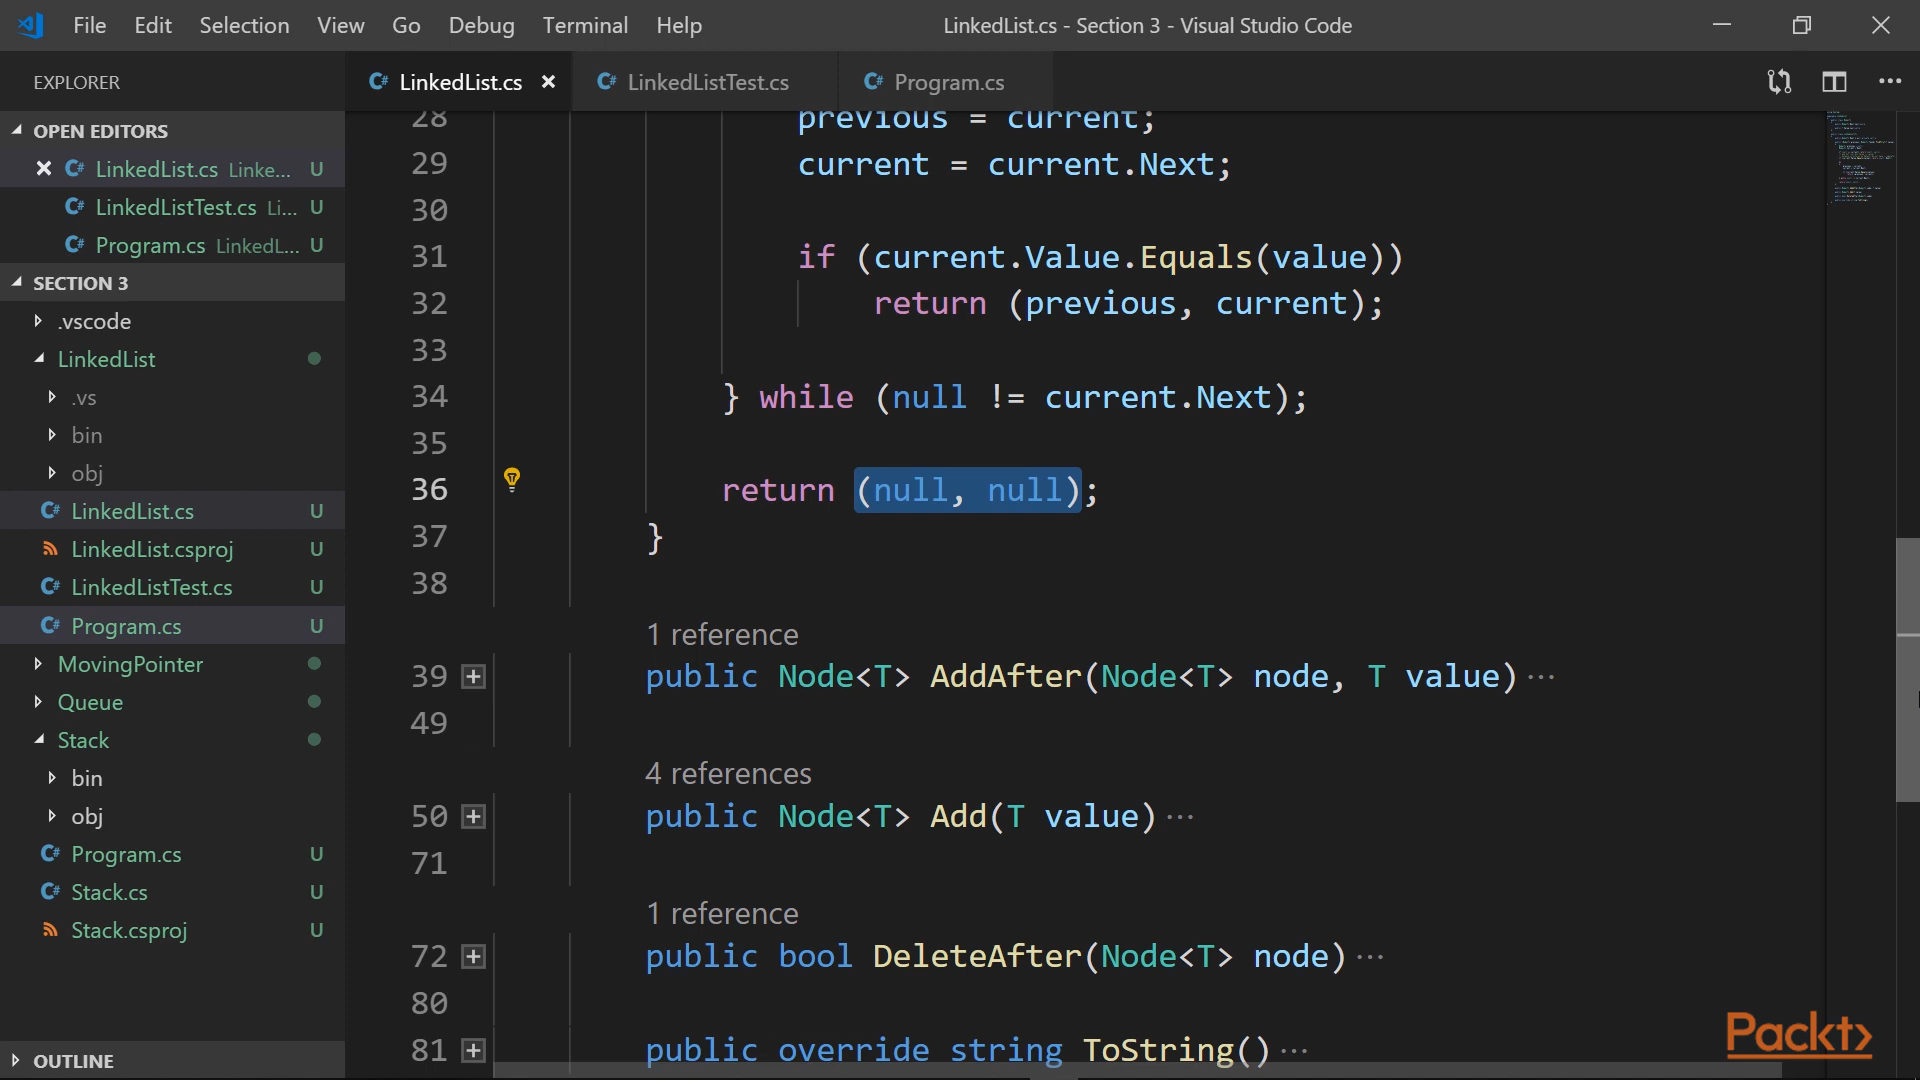 File Edit Selection View Go Debug Terminal Help
LinkedList.cs - Section 3 - Visual Studio Code
EXPLORER
LinkedList.cs
LinkedListTest.cs
Program.cs
OPEN EDITORS
LinkedList.cs Linke... U
LinkedListTest.cs Li... U
Program.cs LinkedL... U
SECTION 3
.vscode
LinkedList
.vs
bin
obj
LinkedList.cs U
LinkedList.csproj U
LinkedListTest.cs U
Program.cs U
MovingPointer
Queue
Stack
bin
obj
Program.cs U
Stack.cs U
Stack.csproj U
OUTLINE
28 previous = current;
29 current = current.Next;
30
31 if (current.Value.Equals(value))
32 return (previous, current);
33
34 } while (null != current.Next);
35
36 return (null, null);
37 }
38
1 reference
39 public Node<T> AddAfter(Node<T> node, T value)...
49
4 references
50 public Node<T> Add(T value)...
71
1 reference
72 public bool DeleteAfter(Node<T> node)...
80
81 public override string ToString()...
Packt>